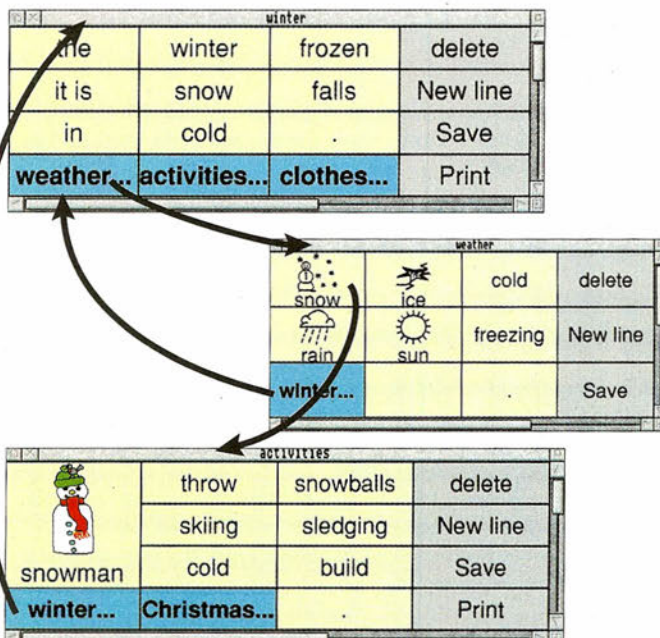 winter
the winter frozen delete
it is snow falls New line
in cold . Save
weather... activities... clothes... Print
weather
snow ice cold delete
rain sun freezing New line
winter... . Save
activities
throw snowballs delete
skiing sledging New line
snowman cold build Save
winter... Christmas... . Print